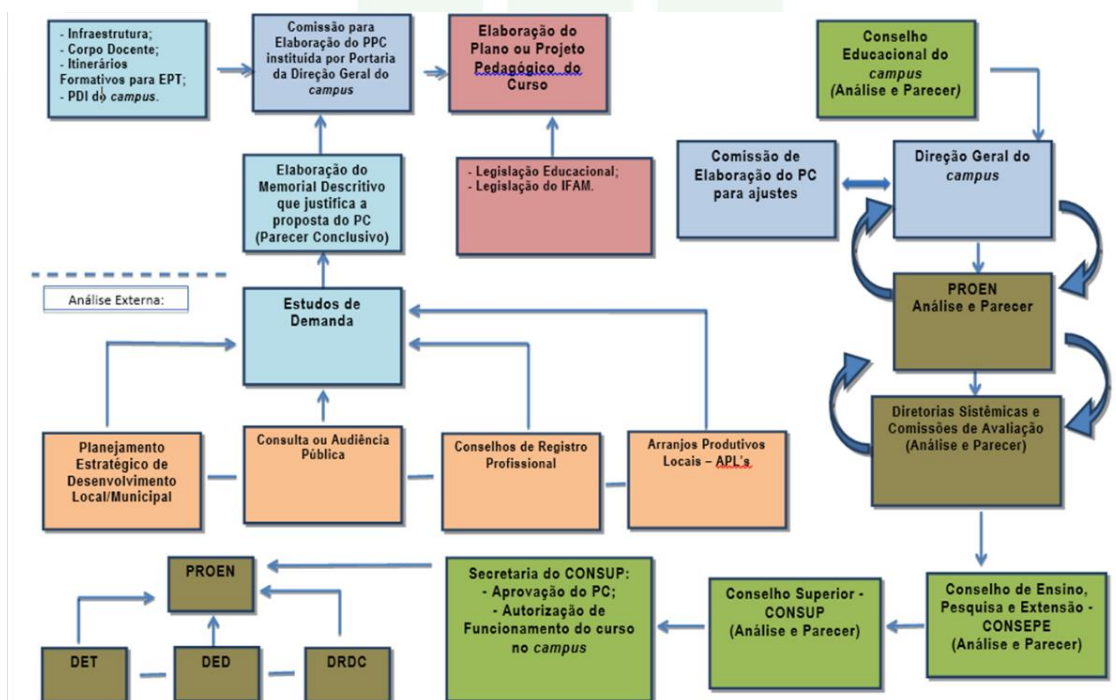 - Infraestrutura;
- Corpo Docente;
- Itinerários
Formativos para EPT;
- PDI do campus.
Comissão para
Elaboração do PPC
instituída por Portaria
da Direção Geral do
campus
Elaboração do
Plano ou Projeto
Pedagógico do
Curso
Conselho
Educacional do
campus
(Análise e Parecer)
Elaboração do
Memorial Descritivo
que justifica a
proposta do PC
(Parecer Conclusivo)
- Legislação Educacional;
- Legislação do IFAM.
Comissão de
Elaboração do PC
para ajustes
Direção Geral do
campus
Análise Externa:
Estudos de
Demanda
PROEN
Análise e Parecer
Planejamento
Estratégico de
Desenvolvimento
Local/Municipal
Consulta ou Audiência
Pública
Conselhos de Registro
Profissional
Arranjos Produtivos
Locais – APL's
Diretorias Sistêmicas e
Comissões de Avaliação
(Análise e Parecer)
PROEN
DET
DED
DRDC
Secretaria do CONSUP:
- Aprovação do PC;
- Autorização de
Funcionamento do curso
no campus
Conselho Superior -
CONSUP
(Análise e Parecer)
Conselho de Ensino,
Pesquisa e Extensão -
CONSEPE
(Análise e Parecer)